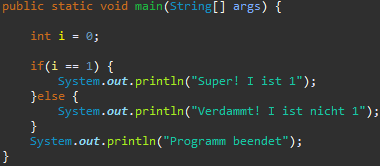 public static void main(String[] args) {
int i = 0;
if(i == 1) {
System.out.println("Super! I ist 1");
}else {
System.out.println("Verdammt! I ist nicht 1");
}
System.out.println("Programm beendet");
}